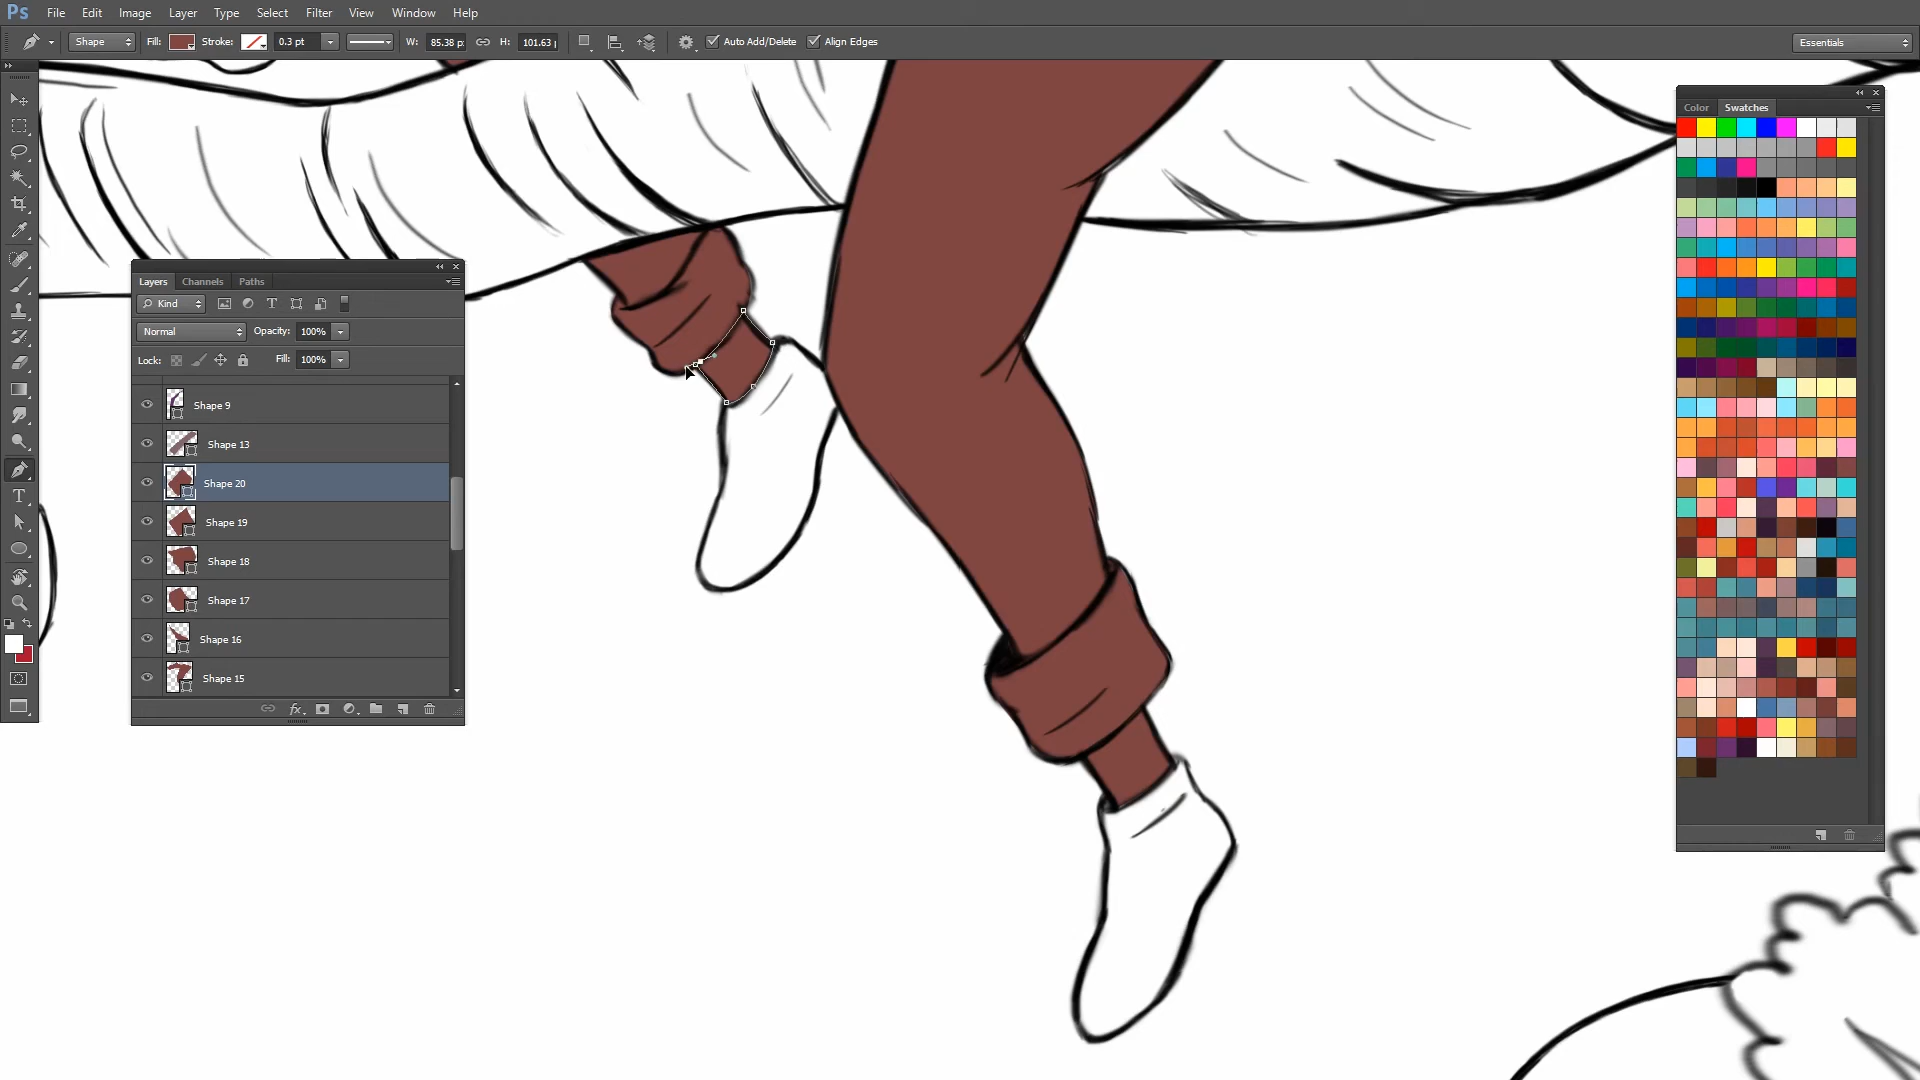 Ps File Edit Image Layer Type Select Filter View Window Help
Shape Fill: Stroke: 0.3 pt W: 85.38 p H: 101.63 Auto Add/Delete Align Edges Essentials
Color Swatches
Layers Channels Paths
Kind T
Normal Opacity: 100%
Lock: Fill: 100%
Shape 9
Shape 13
Shape 20
Shape 19
Shape 18
Shape 17
Shape 16
Shape 15
fx
T